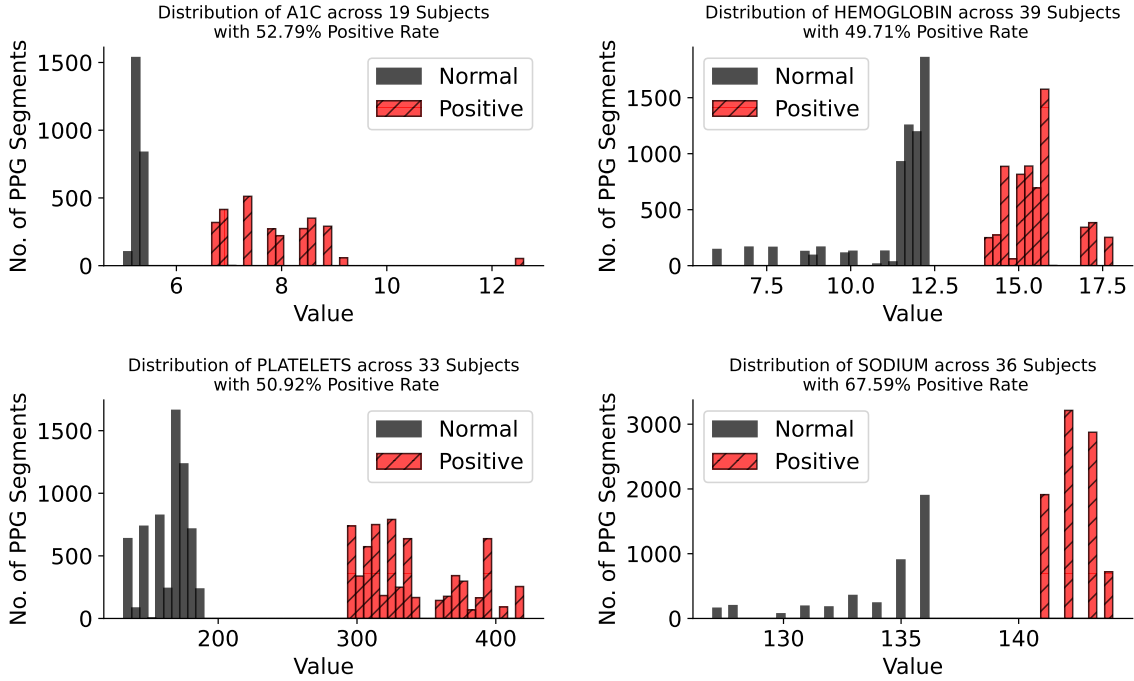 Distribution of A1C across 19 Subjects
with 52.79% Positive Rate
No. of PPG Segments
1500
1000
500
0
Normal
Positive
6
8
10
12
Value
Distribution of HEMOGLOBIN across 39 Subjects
with 49.71% Positive Rate
No. of PPG Segments
1500
1000
500
0
Normal
Positive
7.5
10.0
12.5
15.0
17.5
Value
Distribution of PLATELETS across 33 Subjects
with 50.92% Positive Rate
No. of PPG Segments
1500
1000
500
0
Normal
Positive
200
300
400
Value
Distribution of SODIUM across 36 Subjects
with 67.59% Positive Rate
No. of PPG Segments
3000
2000
1000
0
Normal
Positive
130
135
140
Value